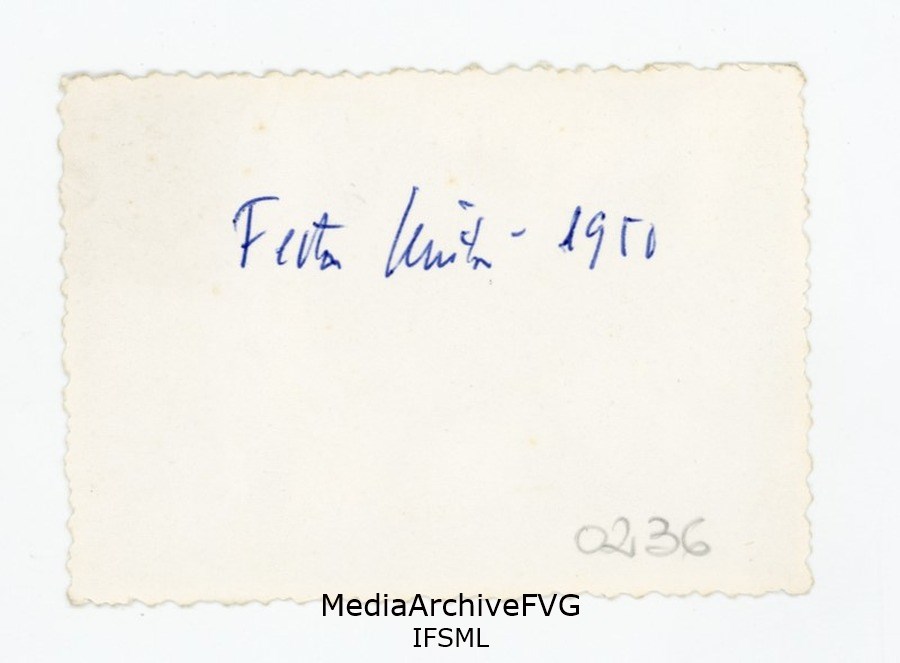 Festa Unità - 1950
0236
MediaArchiveFVG
IFSML